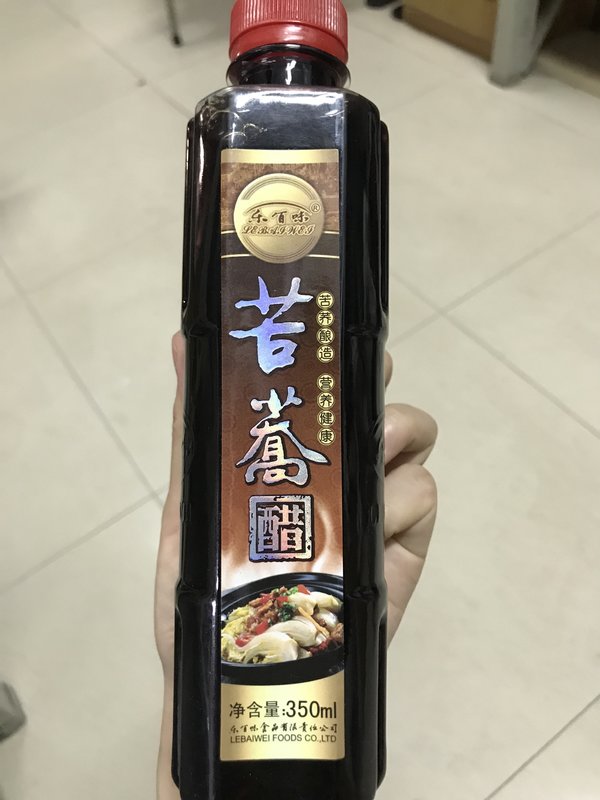 乐百味®
LEBAIWEI
苦蕎醋
苦荞酿造 营养健康
净含量:350ml
乐百味食品有限责任公司
LEBAIWEI FOODS CO.,LTD